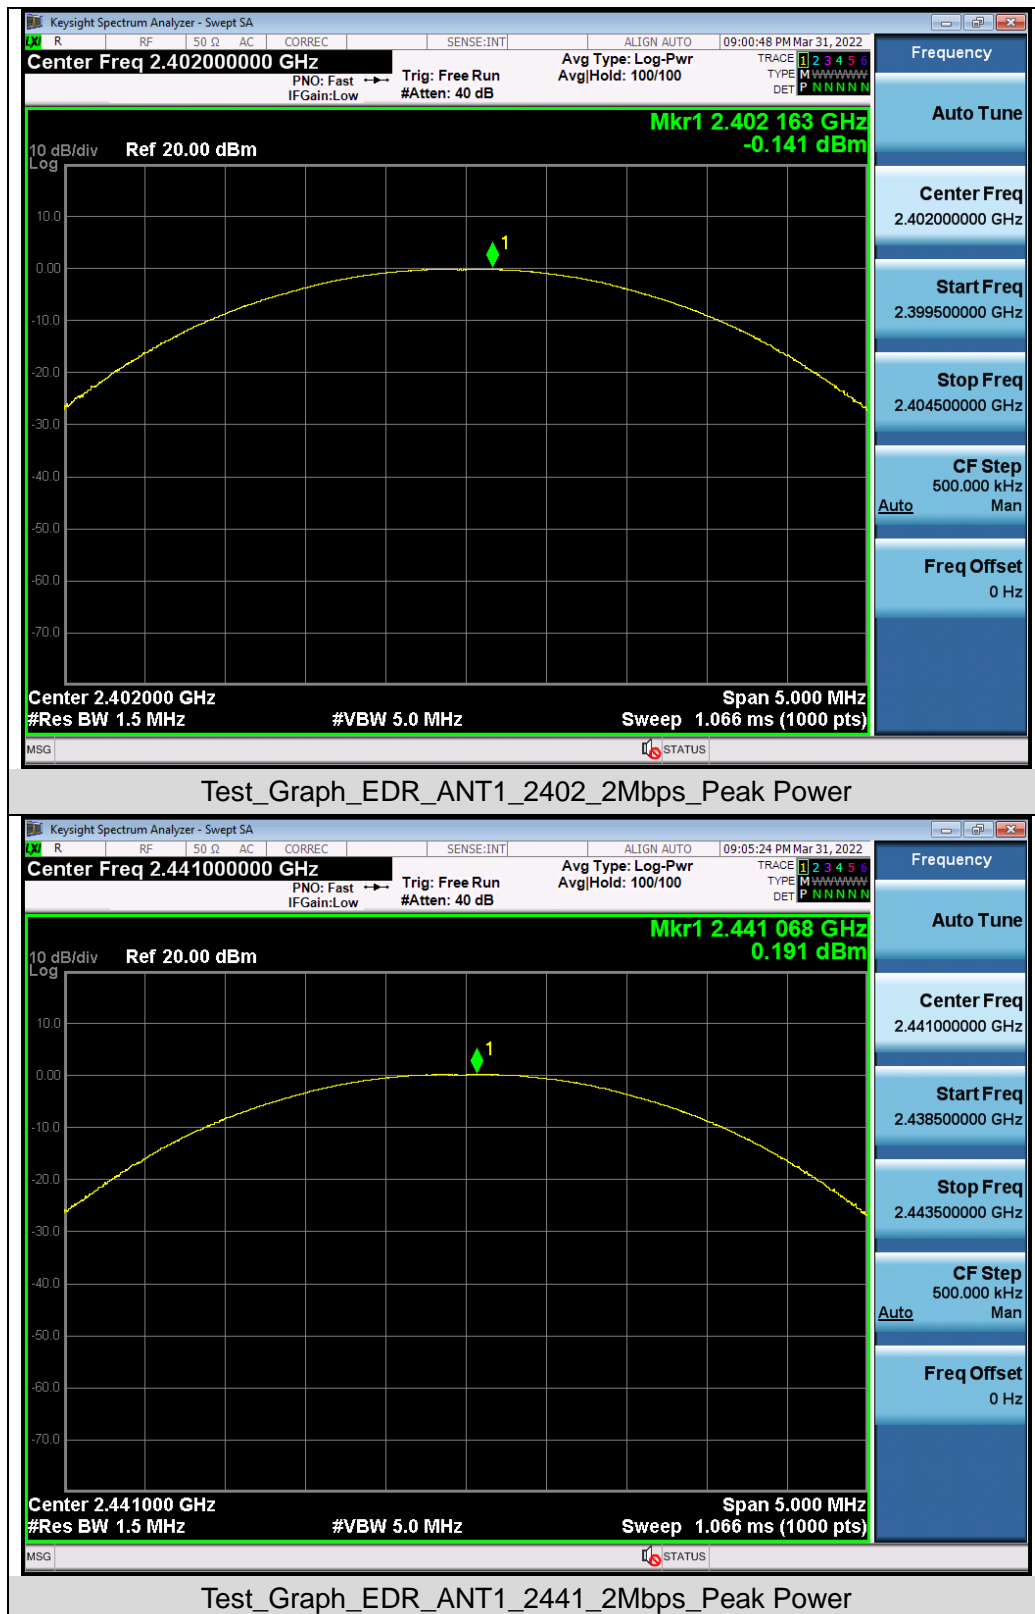 Keysight Spectrum Analyzer - Swept SA
LXI R RF 50 Ω AC CORREC SENSE:INT ALIGN AUTO 09:00:48 PM Mar 31, 2022
Center Freq 2.402000000 GHz
PNO: Fast
IFGain:Low
Trig: Free Run
#Atten: 40 dB
Avg Type: Log-Pwr
Avg|Hold: 100/100
TRACE 1 2 3 4 5 6
TYPE M WWWWW
DET P N N N N N
Mkr1 2.402 163 GHz
-0.141 dBm
10 dB/div Ref 20.00 dBm
Log
10.0
1
0.00
-10.0
-20.0
-30.0
-40.0
-50.0
-60.0
-70.0
Center 2.402000 GHz Span 5.000 MHz
#Res BW 1.5 MHz #VBW 5.0 MHz Sweep 1.066 ms (1000 pts)
MSG STATUS
Frequency
Auto Tune
Center Freq
2.402000000 GHz
Start Freq
2.399500000 GHz
Stop Freq
2.404500000 GHz
CF Step
500.000 kHz
Auto Man
Freq Offset
0 Hz
Test_Graph_EDR_ANT1_2402_2Mbps_Peak Power
Keysight Spectrum Analyzer - Swept SA
LXI R RF 50 Ω AC CORREC SENSE:INT ALIGN AUTO 09:05:24 PM Mar 31, 2022
Center Freq 2.441000000 GHz
PNO: Fast
IFGain:Low
Trig: Free Run
#Atten: 40 dB
Avg Type: Log-Pwr
Avg|Hold: 100/100
TRACE 1 2 3 4 5 6
TYPE M WWWWW
DET P N N N N N
Mkr1 2.441 068 GHz
0.191 dBm
10 dB/div Ref 20.00 dBm
Log
10.0
1
0.00
-10.0
-20.0
-30.0
-40.0
-50.0
-60.0
-70.0
Center 2.441000 GHz Span 5.000 MHz
#Res BW 1.5 MHz #VBW 5.0 MHz Sweep 1.066 ms (1000 pts)
MSG STATUS
Frequency
Auto Tune
Center Freq
2.441000000 GHz
Start Freq
2.438500000 GHz
Stop Freq
2.443500000 GHz
CF Step
500.000 kHz
Auto Man
Freq Offset
0 Hz
Test_Graph_EDR_ANT1_2441_2Mbps_Peak Power